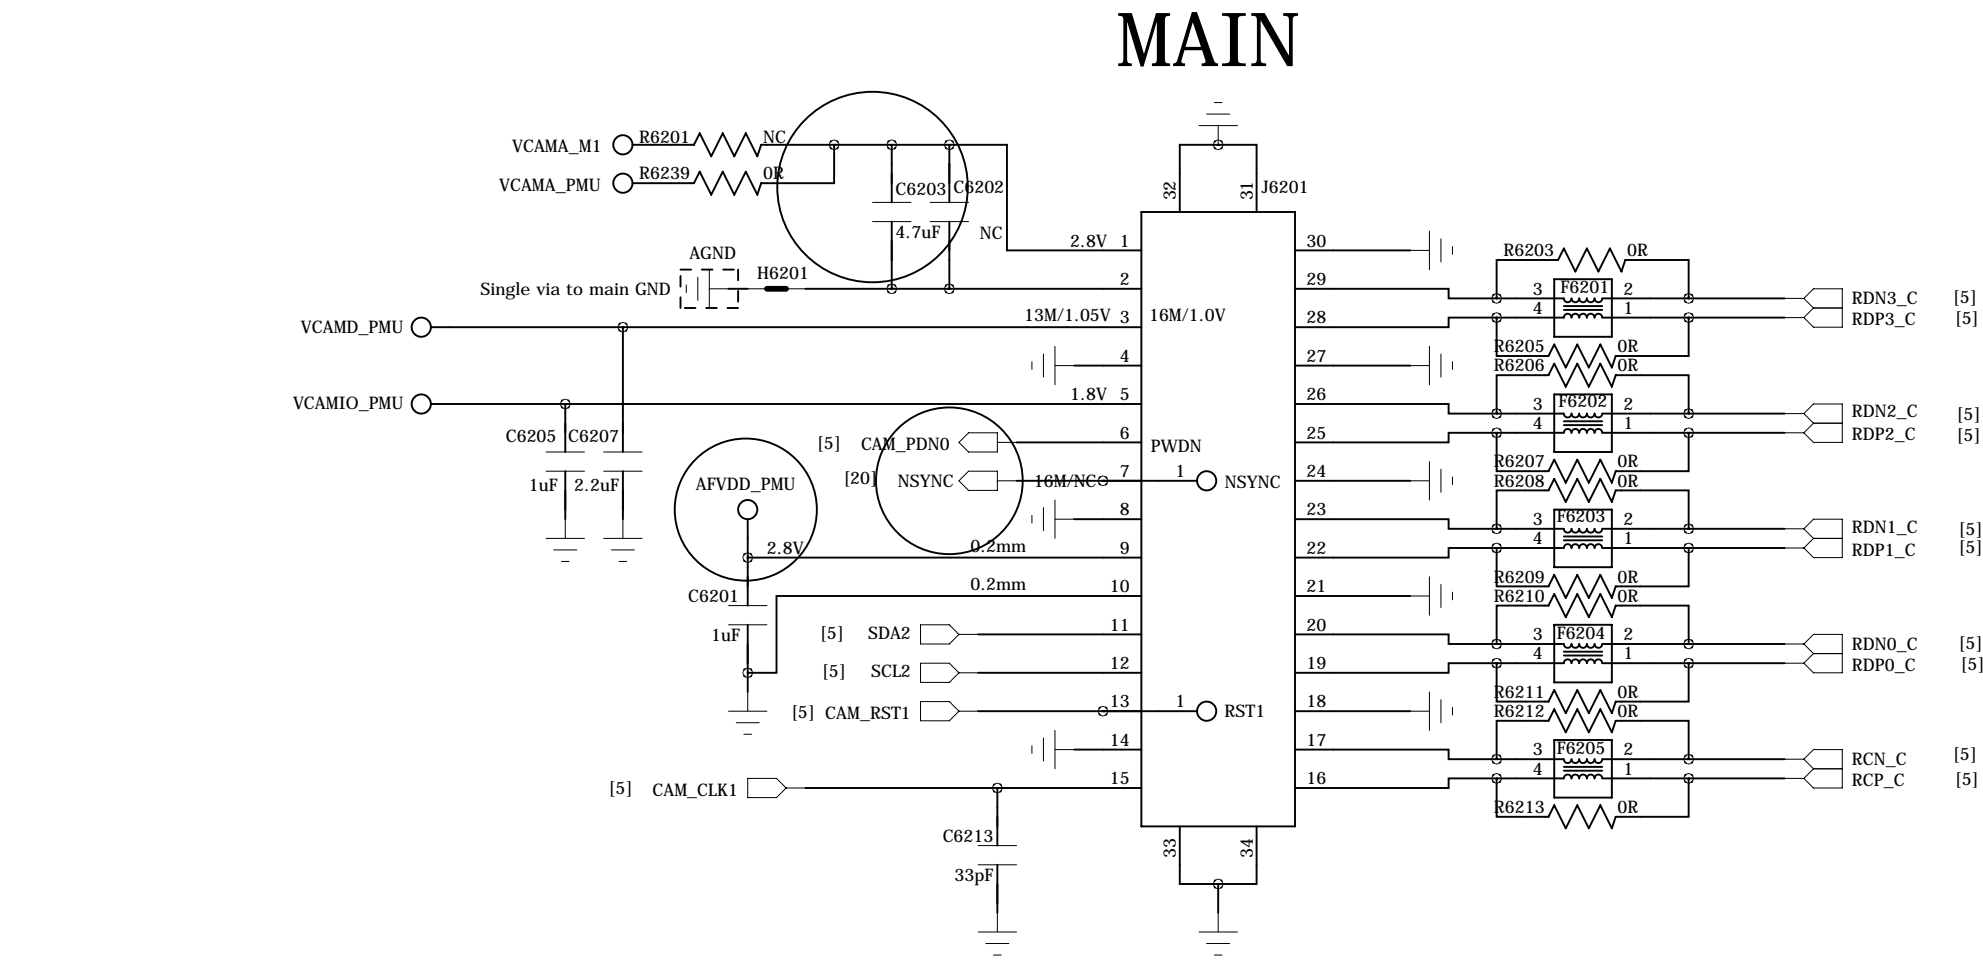 MAIN
VCAMA_M1 R6201 NC
VCAMA_PMU R6239 0R
C6203 C6202
4.7uF NC
32 31 J6201
AGND
Single via to main GND H6201
VCAMD_PMU
VCAMIO_PMU
C6205 C6207
1uF 2.2uF
AFVDD_PMU
2.8V
C6201
1uF
2.8V 1
2
13M/1.05V 3 16M/1.0V
4
1.8V 5
[5] CAM_PDN0 6 PWDN
[20] NSYNC 16M/NC 7 1 NSYNC
8
0.2mm 9
0.2mm 10
[5] SDA2 11
[5] SCL2 12
[5] CAM_RST1 13 1 RST1
14
[5] CAM_CLK1 15
C6213
33pF
33 34
30
29
28
27
26
25
24
23
22
21
20
19
18
17
16
R6203 0R
3 F6201 2 RDN3_C [5]
4 1 RDP3_C [5]
R6205 0R
R6206 0R
3 F6202 2 RDN2_C [5]
4 1 RDP2_C [5]
R6207 0R
R6208 0R
3 F6203 2 RDN1_C [5]
4 1 RDP1_C [5]
R6209 0R
R6210 0R
3 F6204 2 RDN0_C [5]
4 1 RDP0_C [5]
R6211 0R
R6212 0R
3 F6205 2 RCN_C [5]
4 1 RCP_C [5]
R6213 0R